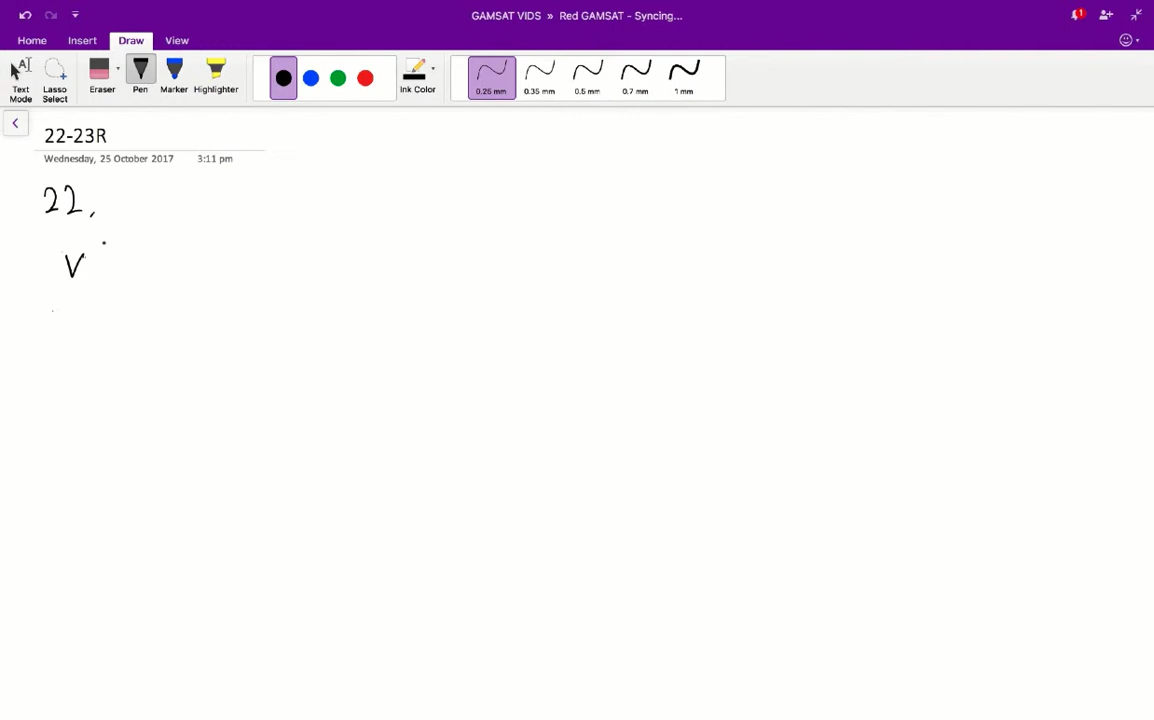 GAMSAT VIDS » Red GAMSAT - Syncing...
1
Home Insert Draw View
Text Mode Lasso Select Eraser Pen Marker Highlighter Ink Color 0.25 mm 0.35 mm 0.5 mm 0.7 mm 1 mm
22-23R
Wednesday, 25 October 2017 3:11 pm
22.
V